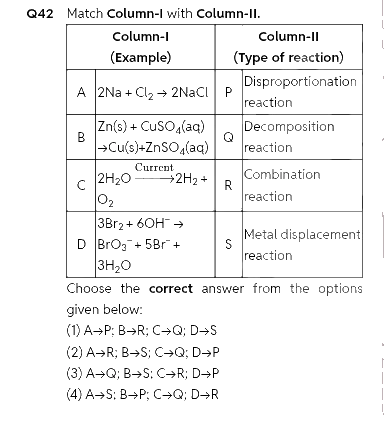 Q42 Match Column-I with Column-II.
Column-I (Example) Column-II (Type of reaction)
A 2Na + Cl₂ → 2NaCl P Disproportionation reaction
B Zn(s) + CuSO₄(aq) →Cu(s)+ZnSO₄(aq) Q Decomposition reaction
C 2H₂O —Current→ 2H₂ + O₂ R Combination reaction
D 3Br₂ + 6OH⁻ → BrO₃⁻ + 5Br⁻ + 3H₂O S Metal displacement reaction
Choose the correct answer from the options
given below:
(1) A→P; B→R; C→Q; D→S
(2) A→R; B→S; C→Q; D→P
(3) A→Q; B→S; C→R; D→P
(4) A→S; B→P; C→Q; D→R